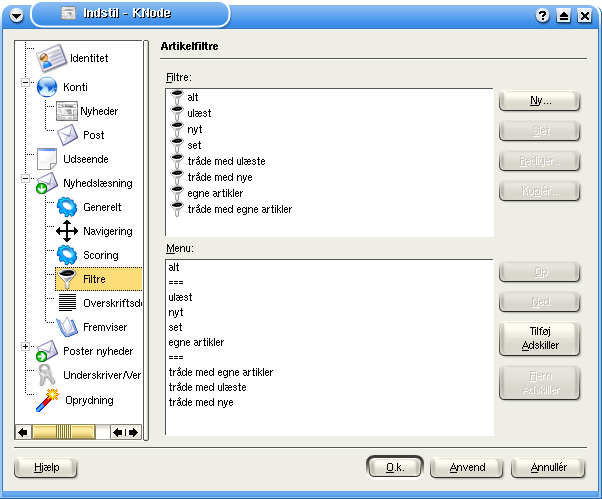 Indstil - KNode
Identitet
Konti
Nyheder
Post
Udseende
Nyhedslæsning
Generelt
Navigering
Scoring
Filtre
Overskriftsd
Fremviser
Poster nyheder
Underskriver/Ver
Oprydning
Artikelfiltre
Filtre:
alt
ulæst
nyt
set
tråde med ulæste
tråde med nye
egne artikler
tråde med egne artikler
Ny...
Slet
Redigér...
Kopiér...
Menu:
alt
===
ulæst
nyt
set
egne artikler
===
tråde med egne artikler
tråde med ulæste
tråde med nye
Op
Ned
Tilføj
Adskiller
Fjern
Adskiller
Hjælp
O.k.
Anvend
Annullér